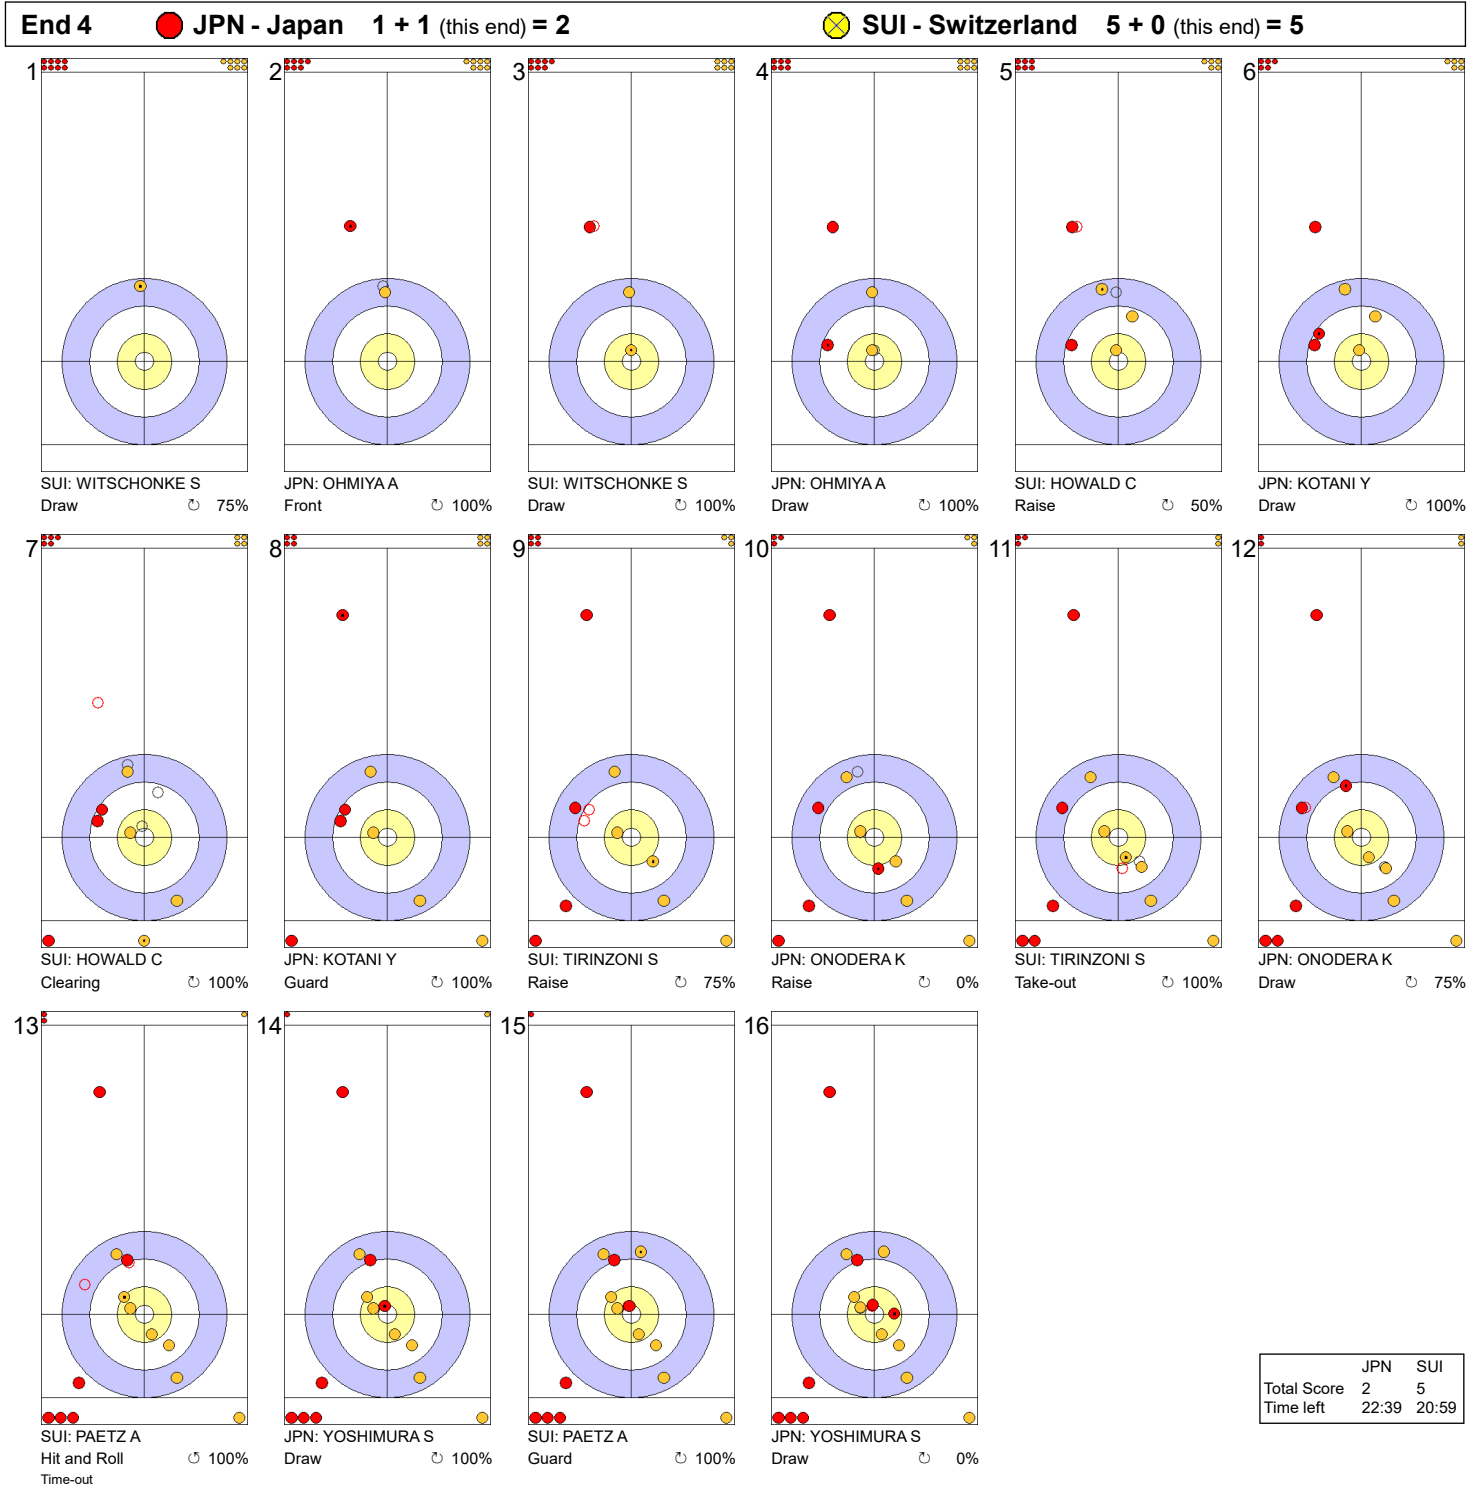 End 4 JPN - Japan 1 + 1 (this end) = 2 SUI - Switzerland 5 + 0 (this end) = 5
1 2 3 4 5 6
SUI: WITSCHONKE S JPN: OHMIYA A SUI: WITSCHONKE S JPN: OHMIYA A SUI: HOWALD C JPN: KOTANI Y
Draw ↻ 75% Front ↻ 100% Draw ↻ 100% Draw ↻ 100% Raise ↻ 50% Draw ↻ 100%
7 8 9 10 11 12
SUI: HOWALD C JPN: KOTANI Y SUI: TIRINZONI S JPN: ONODERA K SUI: TIRINZONI S JPN: ONODERA K
Clearing ↻ 100% Guard ↻ 100% Raise ↻ 75% Raise ↻ 0% Take-out ↻ 100% Draw ↻ 75%
13 14 15 16
JPN SUI
Total Score 2 5
Time left 22:39 20:59
SUI: PAETZ A JPN: YOSHIMURA S SUI: PAETZ A JPN: YOSHIMURA S
Hit and Roll ↻ 100% Draw ↻ 100% Guard ↻ 100% Draw ↻ 0%
Time-out